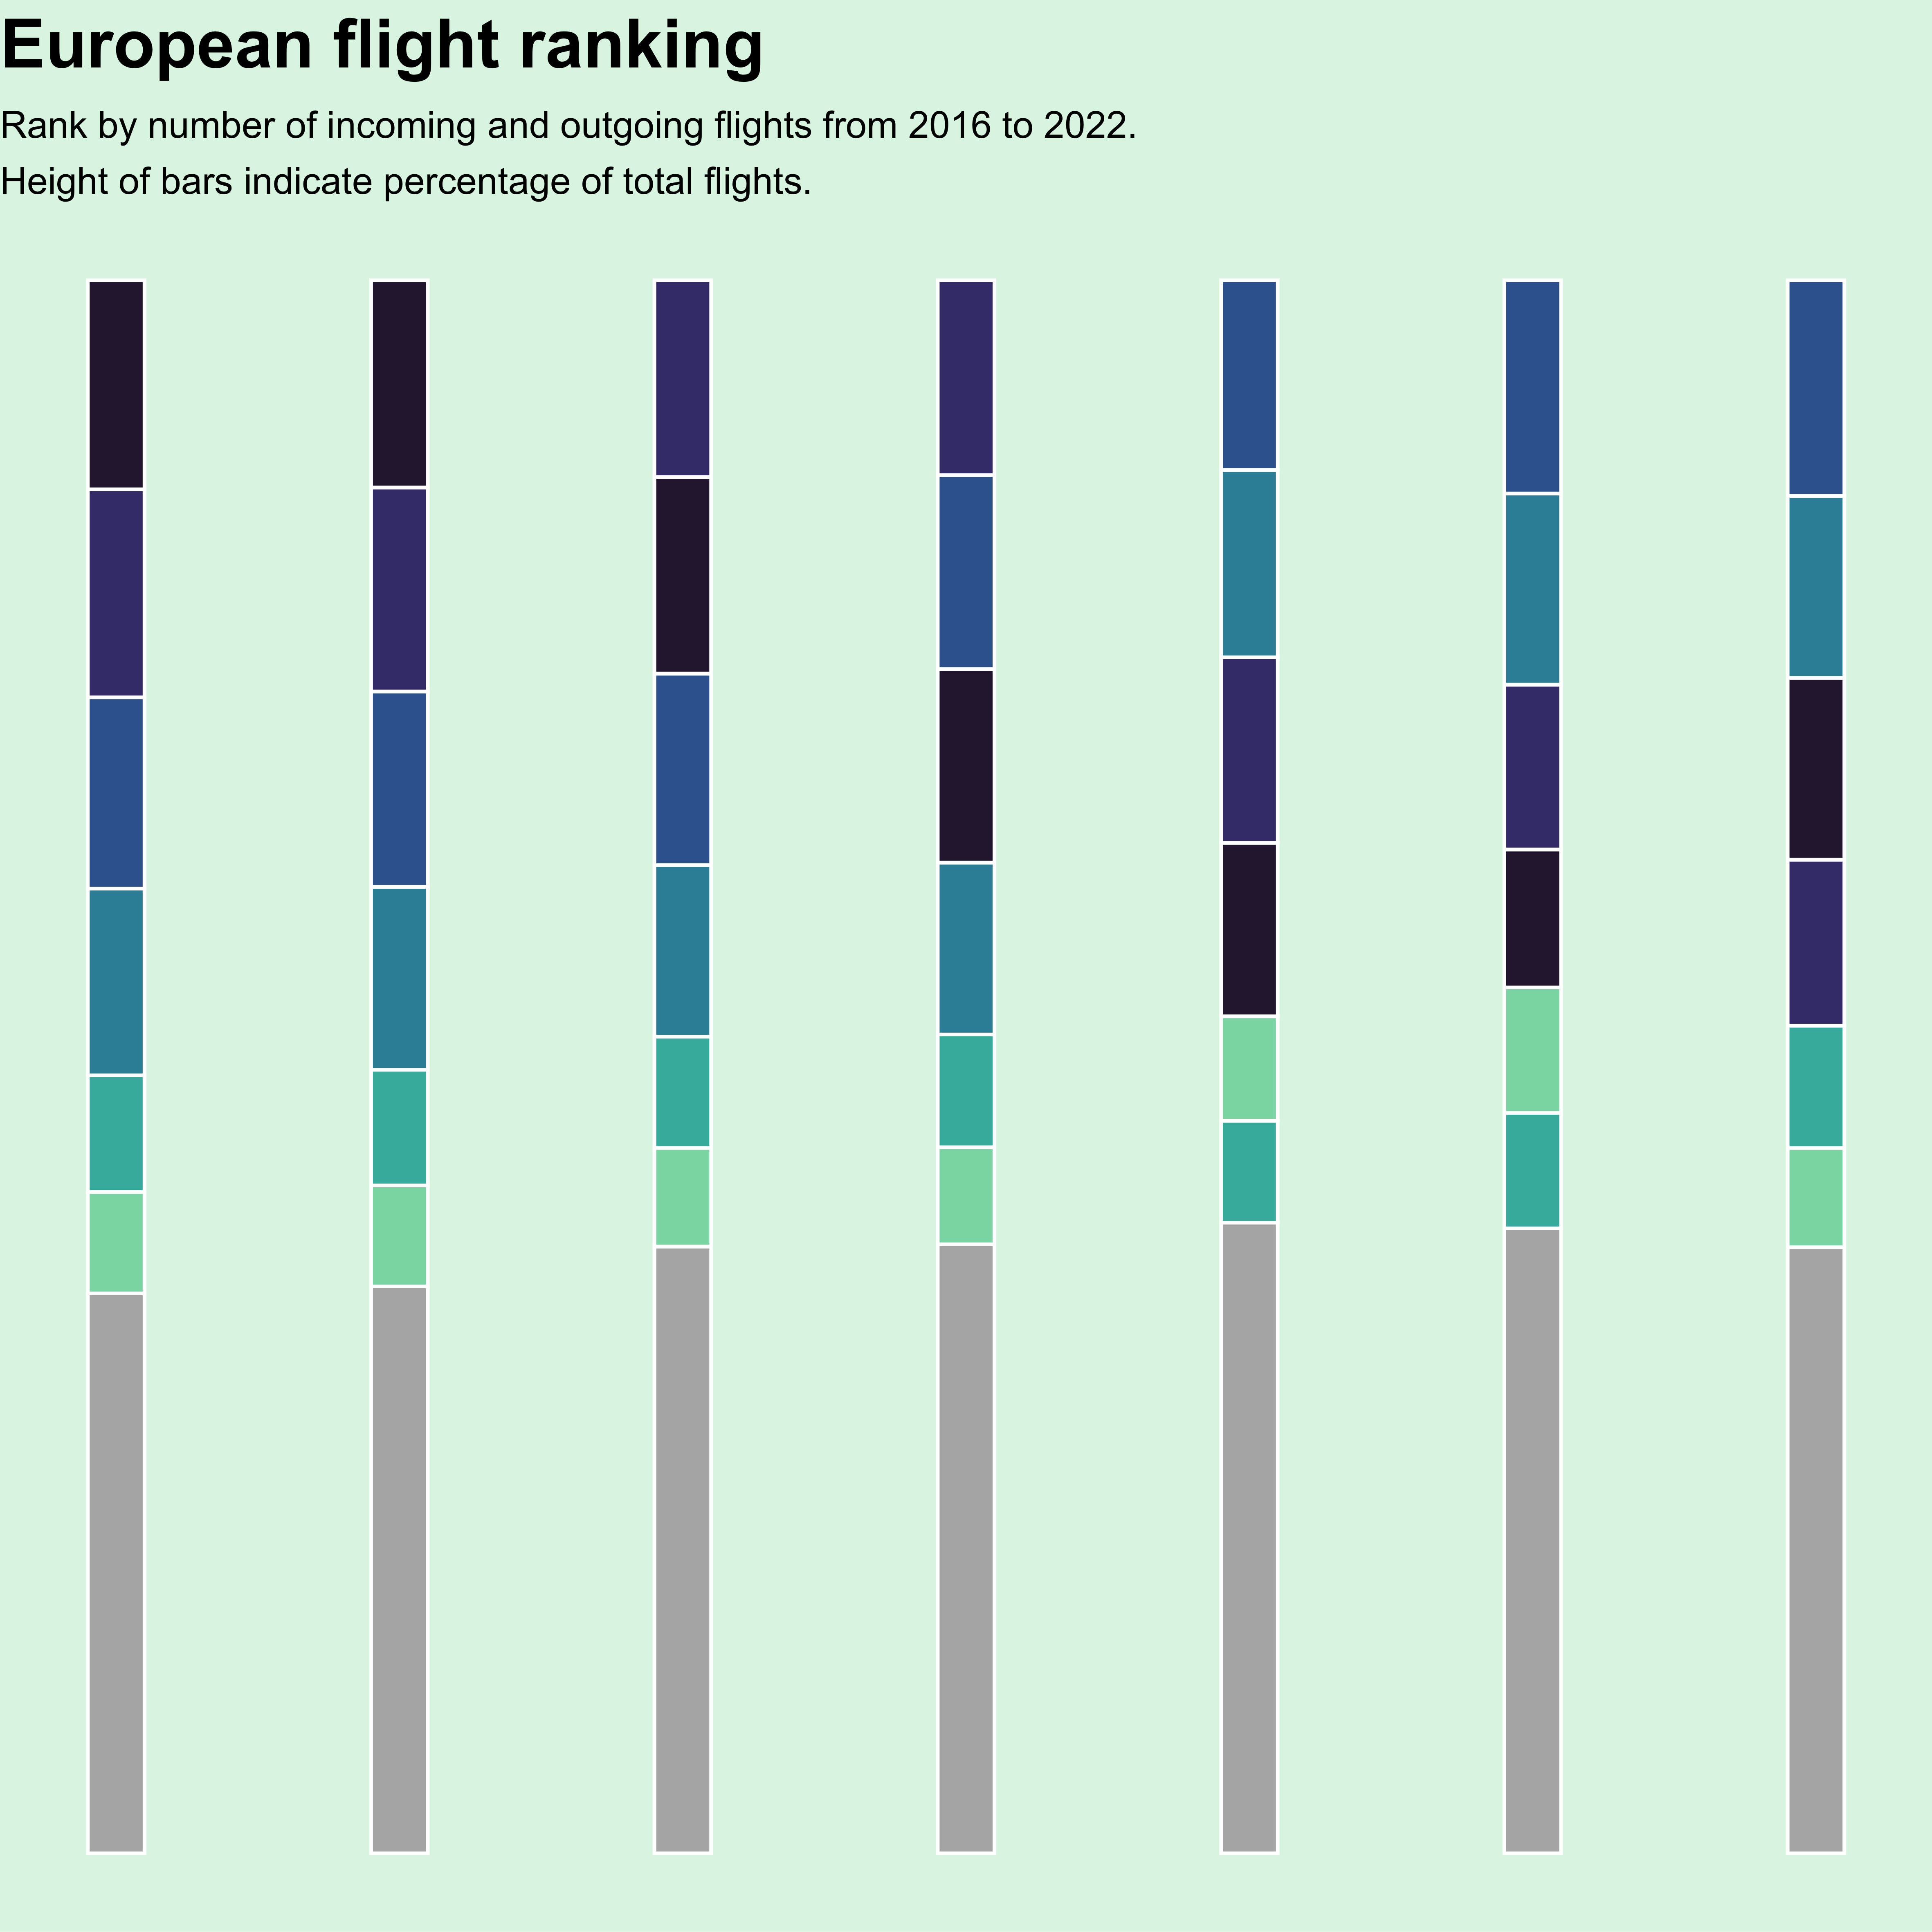 European flight ranking
Rank by number of incoming and outgoing flights from 2016 to 2022.
Height of bars indicate percentage of total flights.